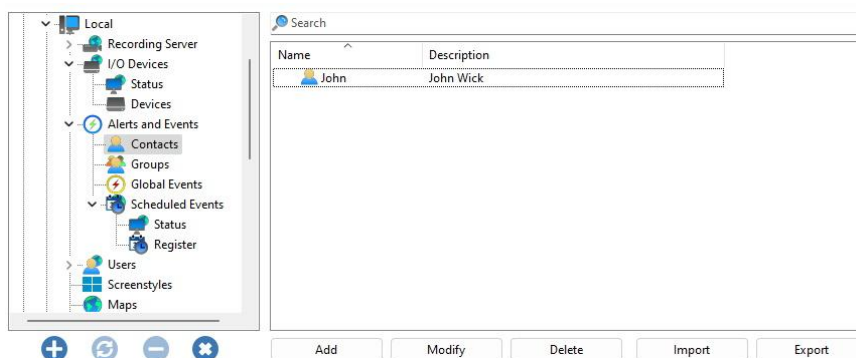 Local
Recording Server
I/O Devices
Status
Devices
Alerts and Events
Contacts
Groups
Global Events
Scheduled Events
Status
Register
Users
Screenstyles
Maps
Search
Name Description
John John Wick
Add Modify Delete Import Export